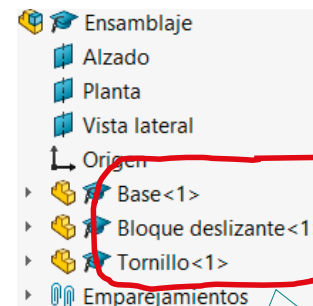 Ensamblaje
Alzado
Planta
Vista lateral
Origen
Base<1>
Bloque deslizante<1
Tornillo<1>
Emparejamientos